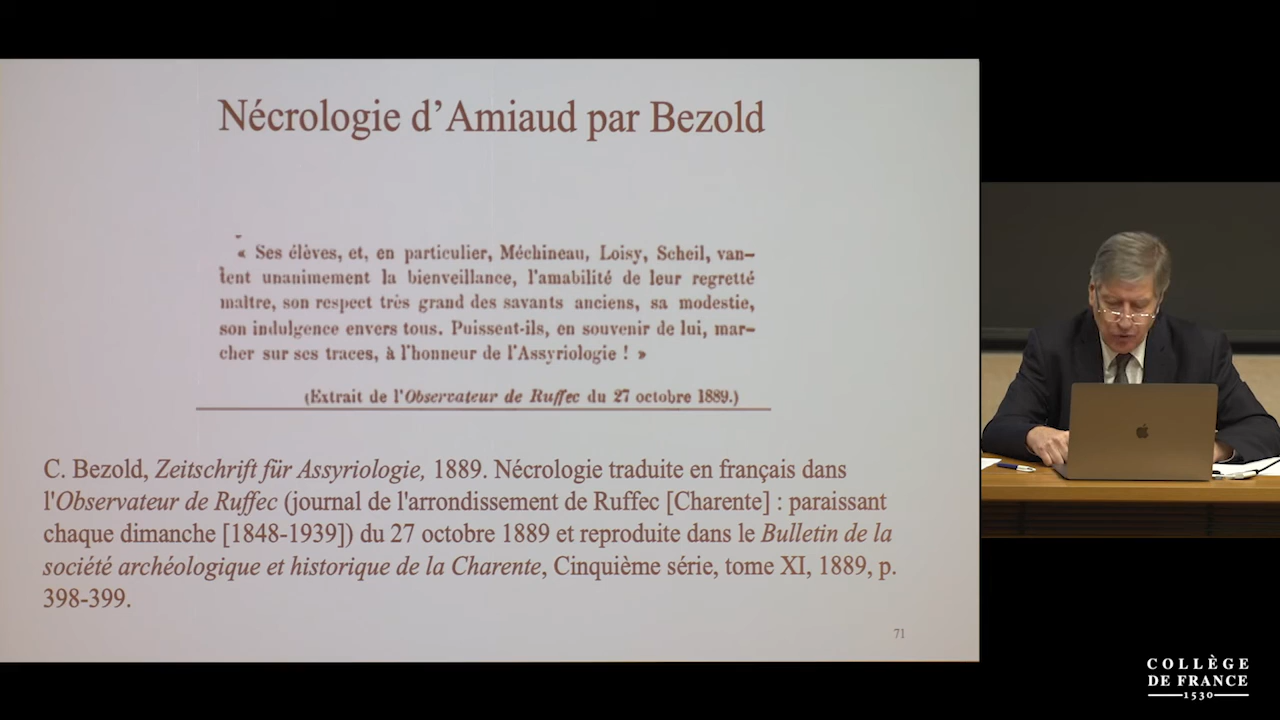 Nécrologie d'Amiaud par Bezold
« Ses élèves, et, en particulier, Méchineau, Loisy, Scheil, van-
tent unanimement la bienveillance, l'amabilité de leur regretté
maître, son respect très grand des savants anciens, sa modestie,
son indulgence envers tous. Puissent-ils, en souvenir de lui, mar-
cher sur ses traces, à l'honneur de l'Assyriologie ! »
(Extrait de l'Observateur de Ruffec du 27 octobre 1889.)
C. Bezold, Zeitschrift für Assyriologie, 1889. Nécrologie traduite en français dans
l'Observateur de Ruffec (journal de l'arrondissement de Ruffec [Charente] : paraissant
chaque dimanche [1848-1939]) du 27 octobre 1889 et reproduite dans le Bulletin de la
société archéologique et historique de la Charente, Cinquième série, tome XI, 1889, p.
398-399.
71
COLLÈGE
DE FRANCE
1530